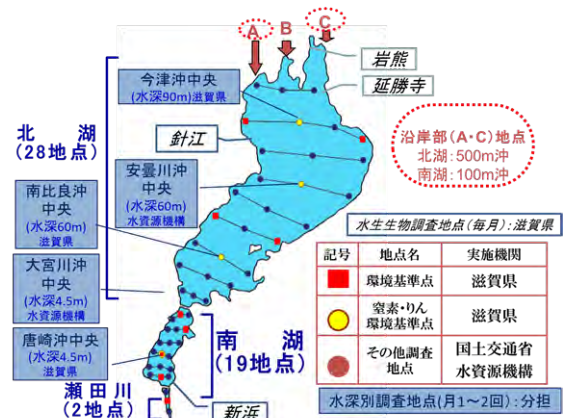 A
B
C
岩熊
延勝寺
今津沖中央
(水深90m)滋賀県
北 湖
(28地点)
針江
沿岸部(A・C)地点
北湖:500m沖
南湖:100m沖
安曇川沖
中央
(水深60m)
水資源機構
南比良沖
中央
(水深60m)
滋賀県
水生生物調査地点(毎月):滋賀県
記号
地点名
実施機関
環境基準点
滋賀県
窒素・りん
環境基準点
滋賀県
その他調査
地点
国土交通省
水資源機構
大宮川沖
中央
(水深4.5m)
水資源機構
唐崎沖中央
(水深4.5m)
滋賀県
南 湖
(19地点)
瀬田川
(2地点)
新浜
水深別調査地点(月1～2回):分担